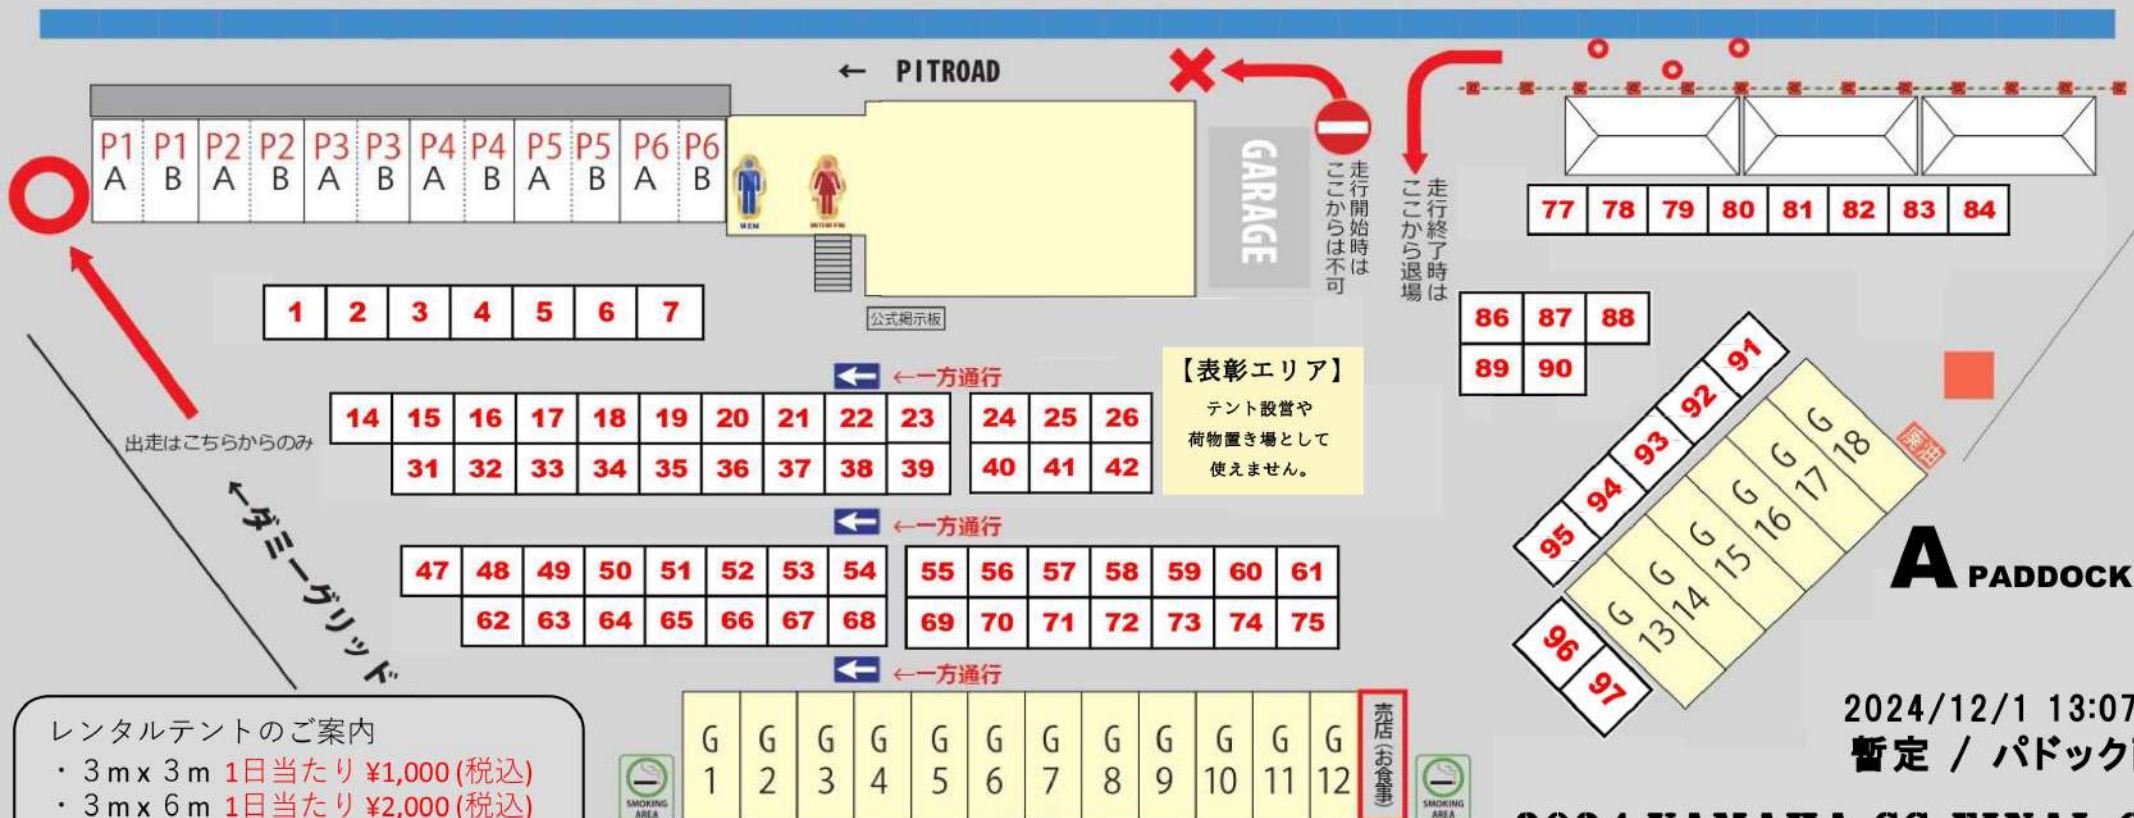 ← PITROAD
P1 P1 P2 P2 P3 P3 P4 P4 P5 P5 P6 P6
A B A B A B A B A B A B
MEN
WOMEN
GARAGE
走行開始時は
ここからは不可
走行終了時は
ここから退場
77 78 79 80 81 82 83 84
1 2 3 4 5 6 7
公式掲示板
86 87 88
89 90
91
92
93
94
95
←一方通行
【表彰エリア】
テント設営や
荷物置き場として
使えません。
14 15 16 17 18 19 20 21 22 23 24 25 26
31 32 33 34 35 36 37 38 39 40 41 42
出走はこちらからのみ
←ダミーグリッド
←一方通行
47 48 49 50 51 52 53 54 55 56 57 58 59 60 61
62 63 64 65 66 67 68 69 70 71 72 73 74 75
←一方通行
G 18
G 17
G 16
G 15
G 14
G 13
廃油
96
97
A PADDOCK
レンタルテントのご案内
・3mx 3m 1日当たり ¥1,000 (税込)
・3mx 6m 1日当たり ¥2,000 (税込)
SMOKING
AREA
G G G G G G G G G G G G
1 2 3 4 5 6 7 8 9 10 11 12
売店(お食事)
SMOKING
AREA
2024/12/1 13:07
暫定 / パドック